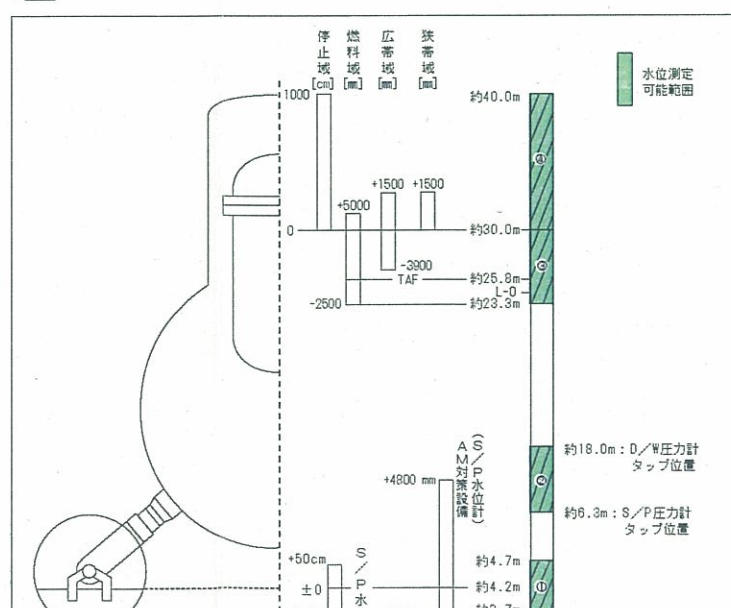 停止域
[cm]
燃料域
[mm]
広帯域
[mm]
狭帯域
[mm]
水位測定
可能範囲
1000
約40.0m
④
+1500
+1500
+5000
0
約30.0m
③
-3900
TAF
約25.8m
L-0
-2500
約23.3m
(S/P水位計)
AM対策設備
約18.0m:D/W圧力計
タップ位置
+4800 mm
②
約6.3m:S/P圧力計
タップ位置
+50cm
S/P水
約4.7m
±0
約4.2m
①